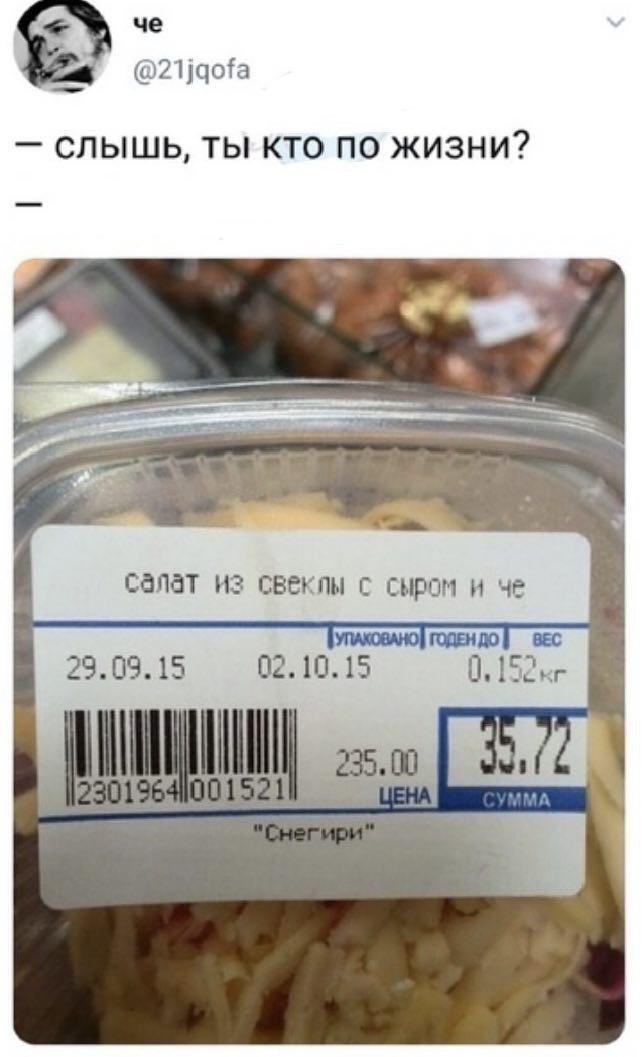 че
@21jqofa
— слышь, ты кто по жизни?
—
салат из свеклы с сыром и че
УПАКОВАНО ГОДЕН ДО ВЕС
29.09.15 02.10.15 0.152кг
235.00 35.72
2301964 001521
ЦЕНА СУММА
"Снегири"